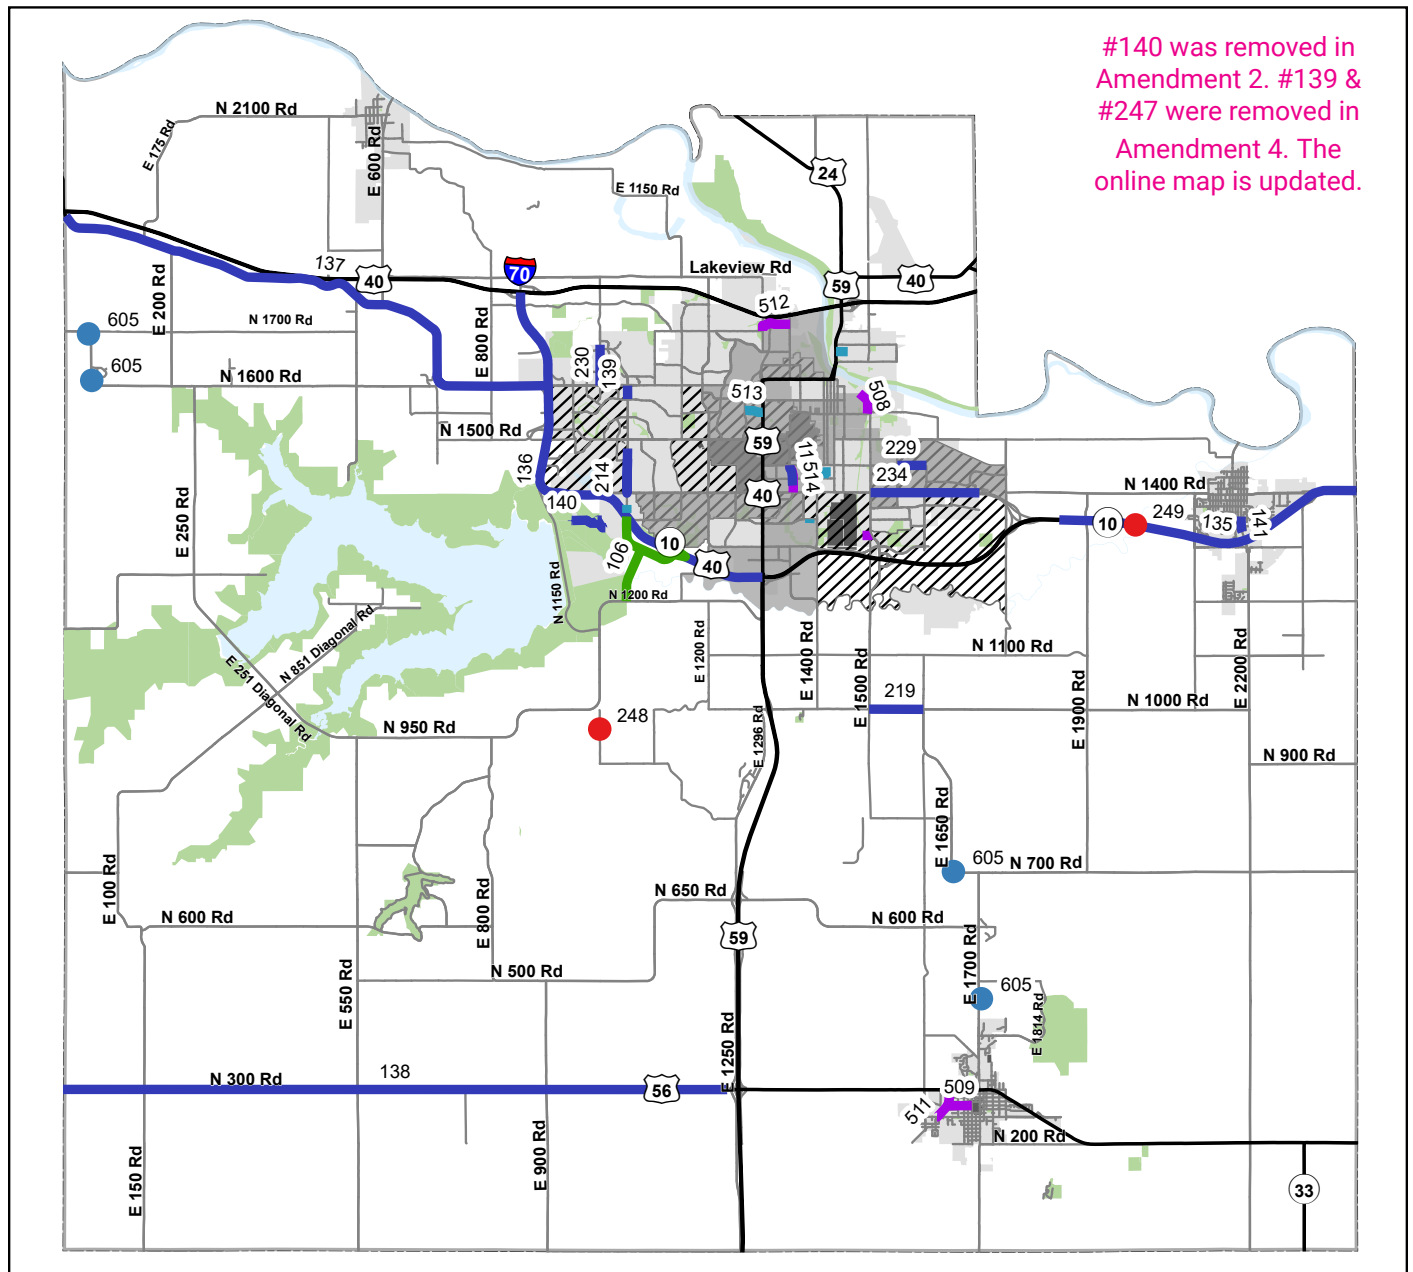 #140 was removed in
Amendment 2. #139 &
#247 were removed in
Amendment 4. The
online map is updated.
N 2100 Rd
E 175 Rd
E 600 Rd
24
E 1150 Rd
Lakeview Rd
137
40
70
59
40
E 200 Rd
512
605
N 1700 Rd
E 800 Rd
230
139
605
N 1600 Rd
513
508
N 1500 Rd
59
229
136
214
11514
234
40
N 1400 Rd
E 250 Rd
140
10
249
135
141
10
106
40
N 1150 Rd
N 1200 Rd
N 851 Diagonal Rd
E 251 Diagonal Rd
E 1200 Rd
E 1400 Rd
N 1100 Rd
E 1500 Rd
E 2200 Rd
219
N 1000 Rd
E 1900 Rd
248
N 950 Rd
E 1296 Rd
N 900 Rd
E 1650 Rd
605
N 700 Rd
E 100 Rd
N 650 Rd
N 600 Rd
E 800 Rd
N 600 Rd
59
E 1700 Rd
N 500 Rd
E 550 Rd
605
E 1814 Rd
E 1250 Rd
138
N 300 Rd
56
509
511
N 200 Rd
E 900 Rd
E 150 Rd
33